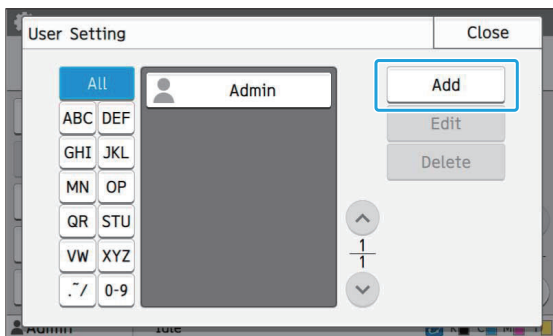 User Setting
Close
All
Admin
Add
ABC DEF
Edit
GHI JKL
Delete
MN OP
QR STU
VW XYZ
1
1
.˜/ 0-9
Admin
Idle
K C M